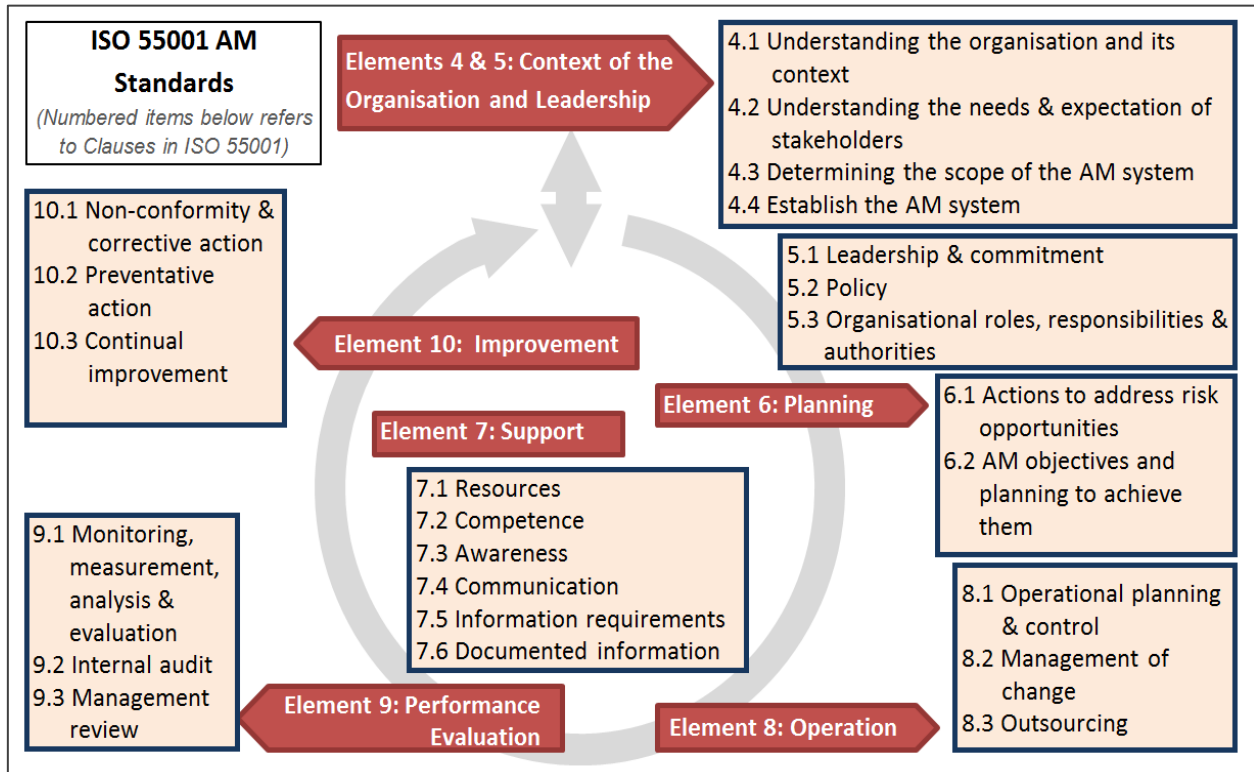 ISO 55001 AM
Standards
(Numbered items below refers
to Clauses in ISO 55001)
Elements 4 & 5: Context of the
Organisation and Leadership
4.1 Understanding the organisation and its
context
4.2 Understanding the needs & expectation of
stakeholders
4.3 Determining the scope of the AM system
4.4 Establish the AM system
5.1 Leadership & commitment
5.2 Policy
5.3 Organisational roles, responsibilities &
authorities
Element 6: Planning
6.1 Actions to address risk
opportunities
6.2 AM objectives and
planning to achieve
them
Element 7: Support
7.1 Resources
7.2 Competence
7.3 Awareness
7.4 Communication
7.5 Information requirements
7.6 Documented information
Element 8: Operation
8.1 Operational planning
& control
8.2 Management of
change
8.3 Outsourcing
Element 9: Performance
Evaluation
9.1 Monitoring,
measurement,
analysis &
evaluation
9.2 Internal audit
9.3 Management
review
Element 10:  Improvement
10.1 Non-conformity &
corrective action
10.2 Preventative
action
10.3 Continual
improvement